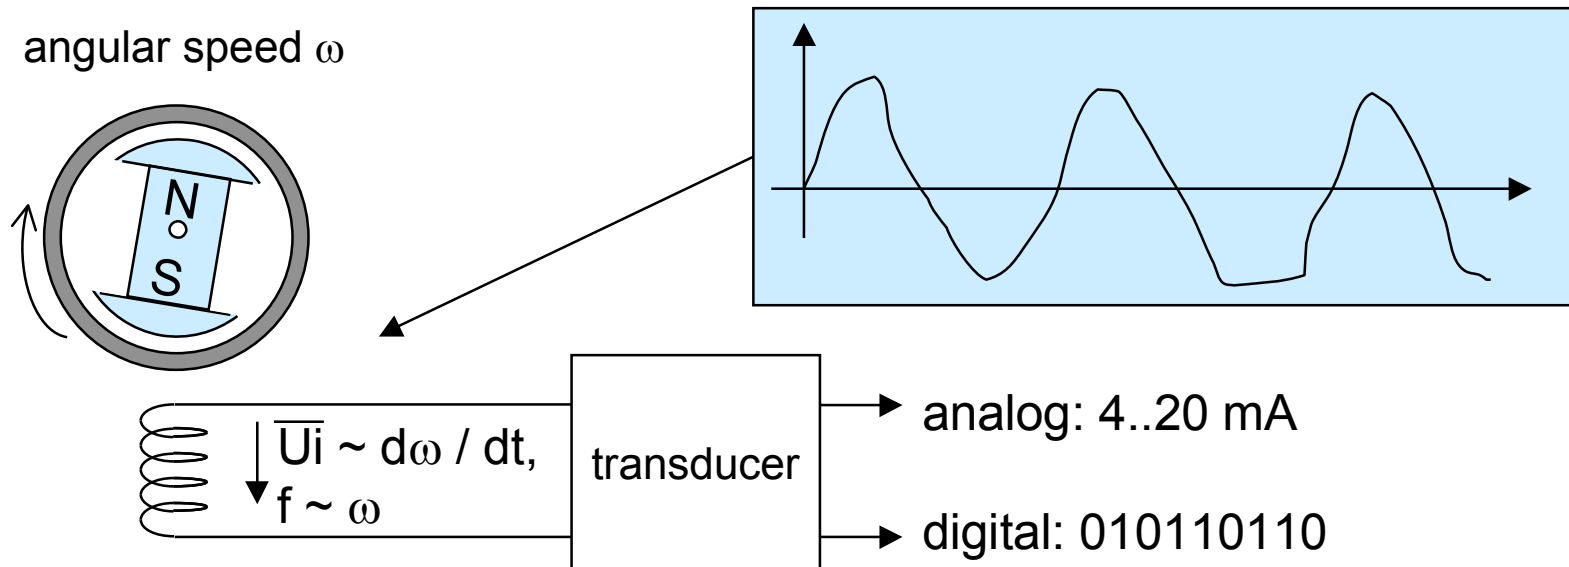 angular speed ω
N
S
Ui ~ dω / dt,
f ~ ω
transducer
analog: 4..20 mA
digital: 010110110